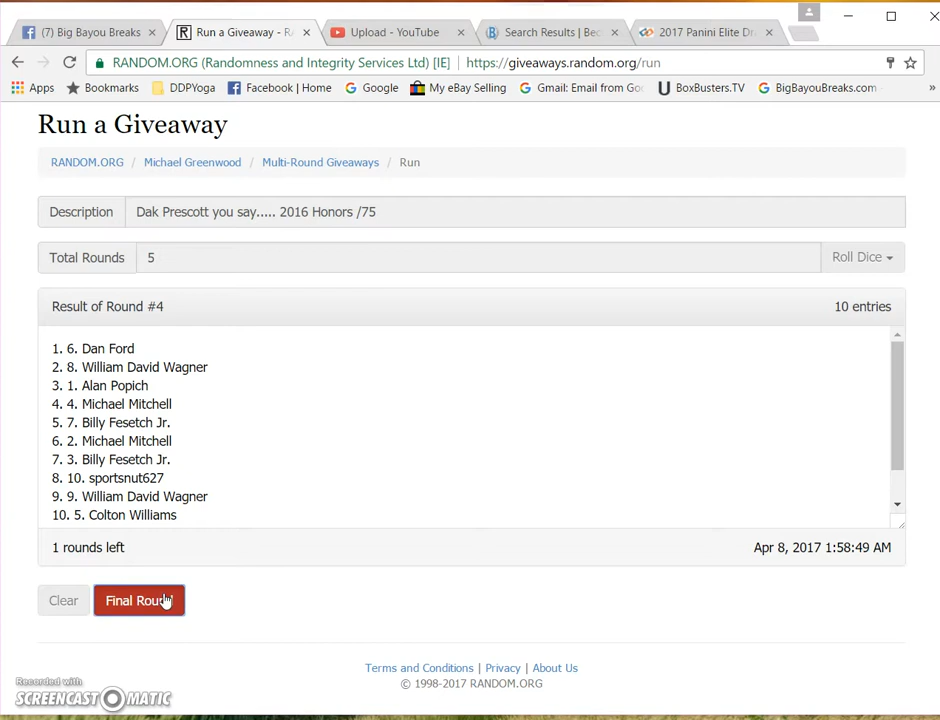 (7) Big Bayou Breaks
Run a Giveaway - RA
Upload - YouTube
Search Results | Bec
2017 Panini Elite Dr
RANDOM.ORG (Randomness and Integrity Services Ltd) [IE] | https://giveaways.random.org/run
Apps Bookmarks DDPYoga Facebook | Home Google My eBay Selling Gmail: Email from Goo BoxBusters.TV BigBayouBreaks.com - »
Run a Giveaway
RANDOM.ORG / Michael Greenwood / Multi-Round Giveaways / Run
Description Dak Prescott you say..... 2016 Honors /75
Total Rounds 5 Roll Dice
Result of Round #4 10 entries
1. 6. Dan Ford
2. 8. William David Wagner
3. 1. Alan Popich
4. 4. Michael Mitchell
5. 7. Billy Fesetch Jr.
6. 2. Michael Mitchell
7. 3. Billy Fesetch Jr.
8. 10. sportsnut627
9. 9. William David Wagner
10. 5. Colton Williams
1 rounds left Apr 8, 2017 1:58:49 AM
Clear Final Round
Terms and Conditions | Privacy | About Us
© 1998-2017 RANDOM.ORG
Recorded with
SCREENCAST-O-MATIC